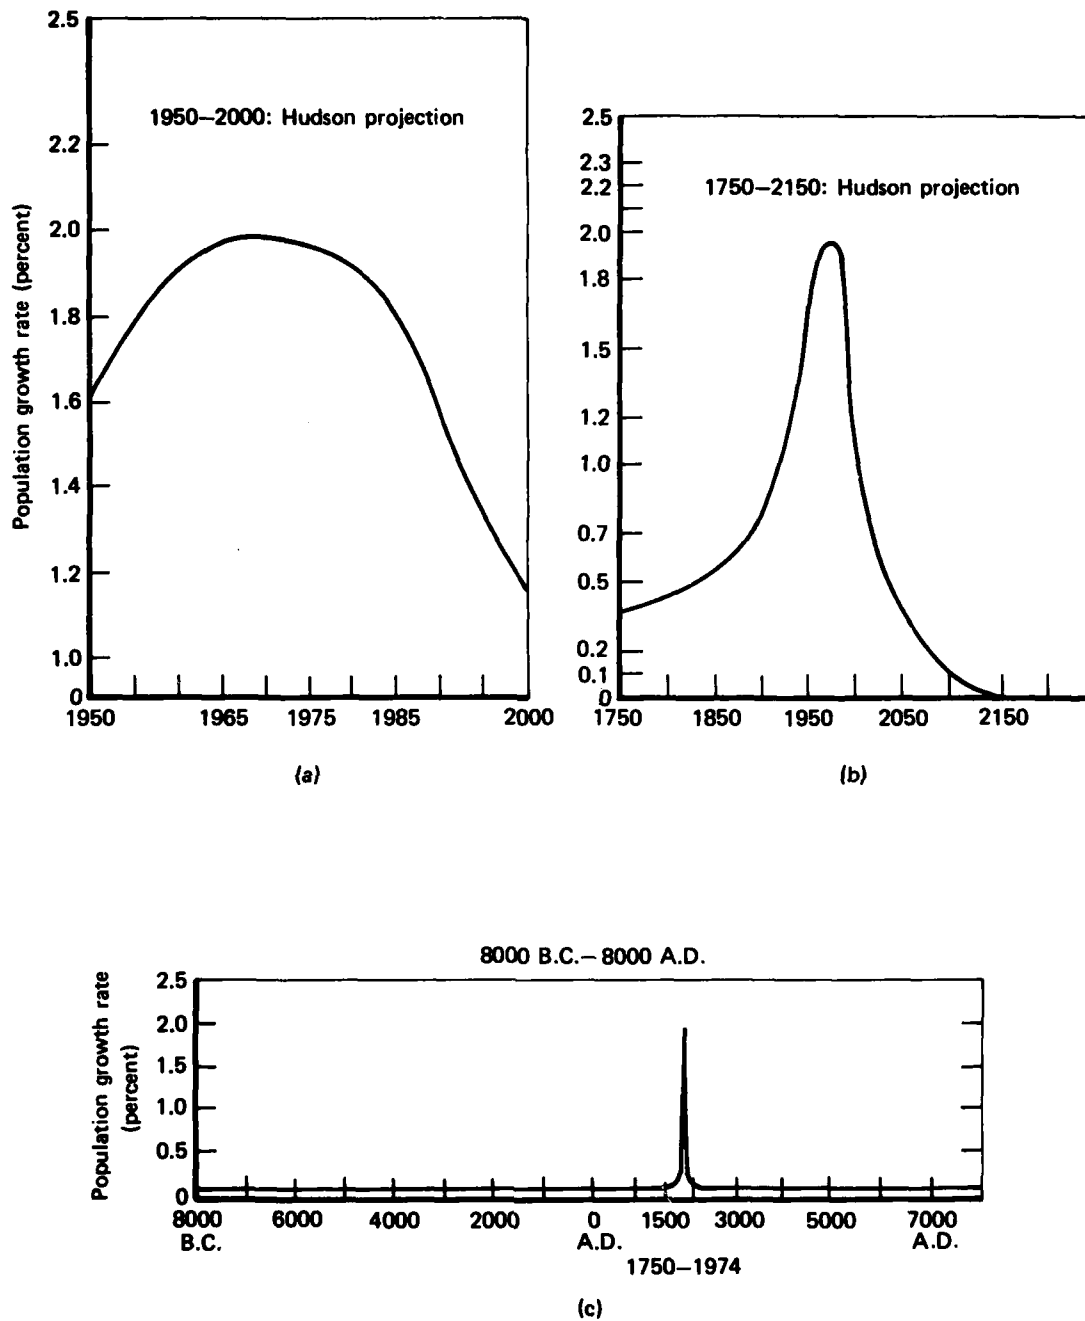 2.5
1950–2000: Hudson projection
2.2
2.0
1.8
1.6
1.4
1.2
1.0
0
Population growth rate (percent)
1950 1965 1975 1985 2000
(a)
2.5
2.3
2.2
1750–2150: Hudson projection
2.0
1.8
1.5
1.2
1.0
0.7
0.5
0.2
0.1
0
1750 1850 1950 2050 2150
(b)
8000 B.C.–8000 A.D.
2.5
2.0
1.5
1.0
0.5
0
Population growth rate
(percent)
8000 6000 4000 2000 0 1500 3000 5000 7000
B.C. A.D. A.D.
1750–1974
(c)